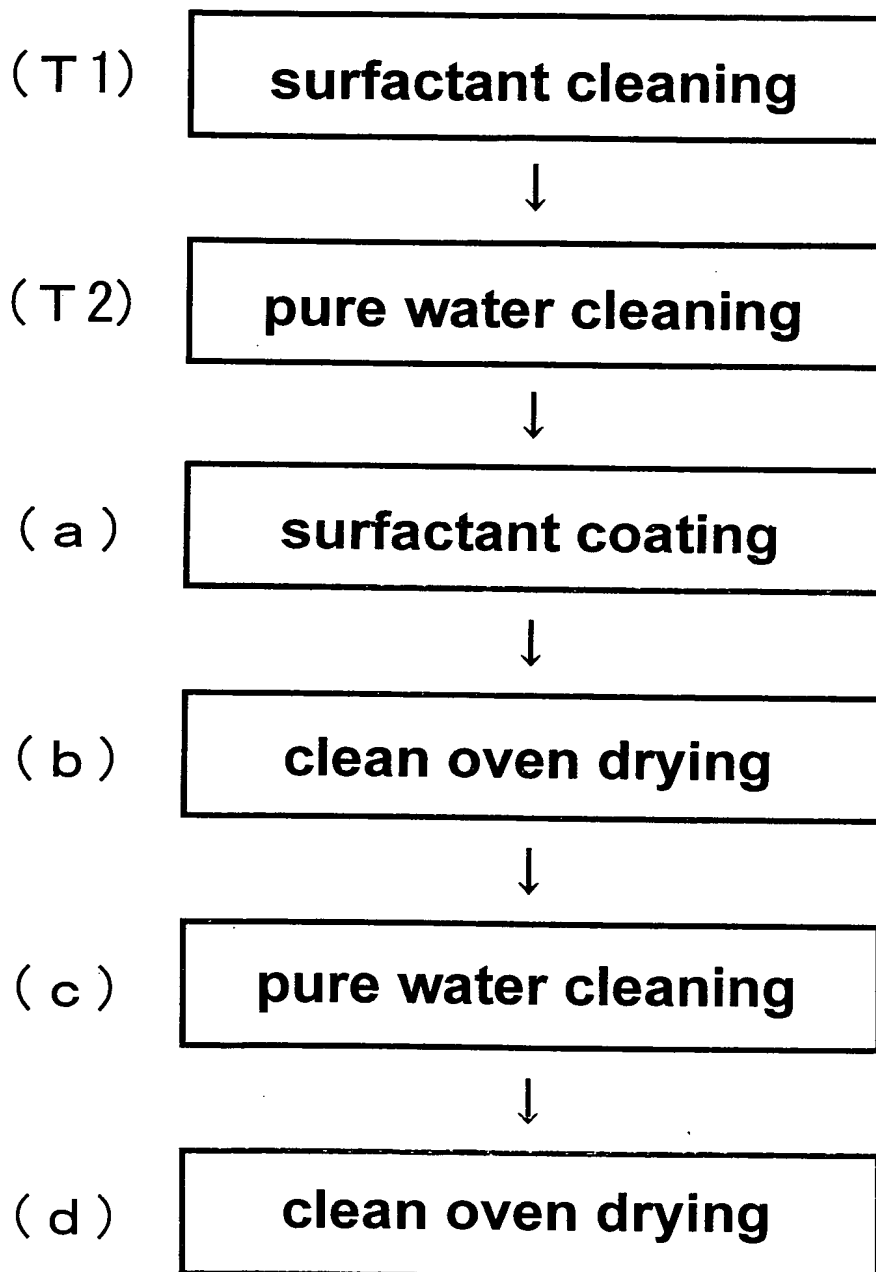 (T1) surfactant cleaning
↓
(T2) pure water cleaning
↓
(a) surfactant coating
↓
(b) clean oven drying
↓
(c) pure water cleaning
↓
(d) clean oven drying